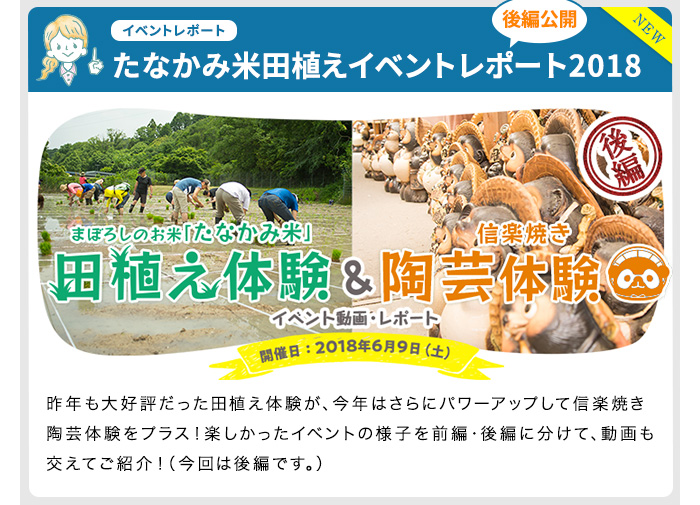 後編公開
NEW
イベントレポート
たなかみ米田植えイベントレポート2018
後編
まぼろしのお米「たなかみ米」
信楽焼き
田植え体験&陶芸体験
イベント動画・レポート
開催日:2018年6月9日(土)
昨年も大好評だった田植え体験が、今年はさらにパワーアップして信楽焼き
陶芸体験をプラス!楽しかったイベントの様子を前編・後編に分けて、動画も
交えてご紹介!(今回は後編です。)